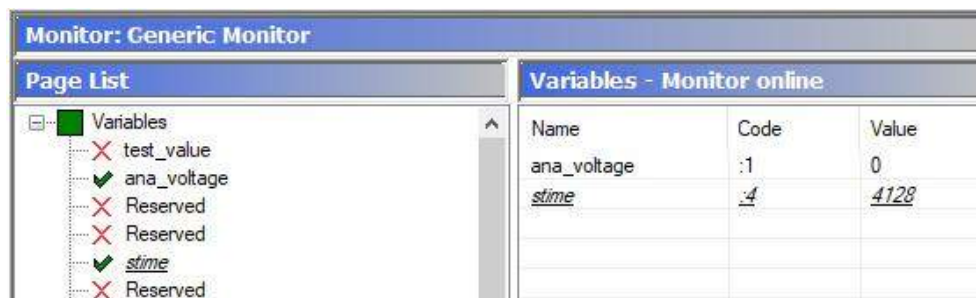 Monitor: Generic Monitor
Page List
Variables
test_value
ana_voltage
Reserved
Reserved
stime
Reserved
Variables - Monitor online
Name Code Value
ana_voltage :1 0
stime :4 4128